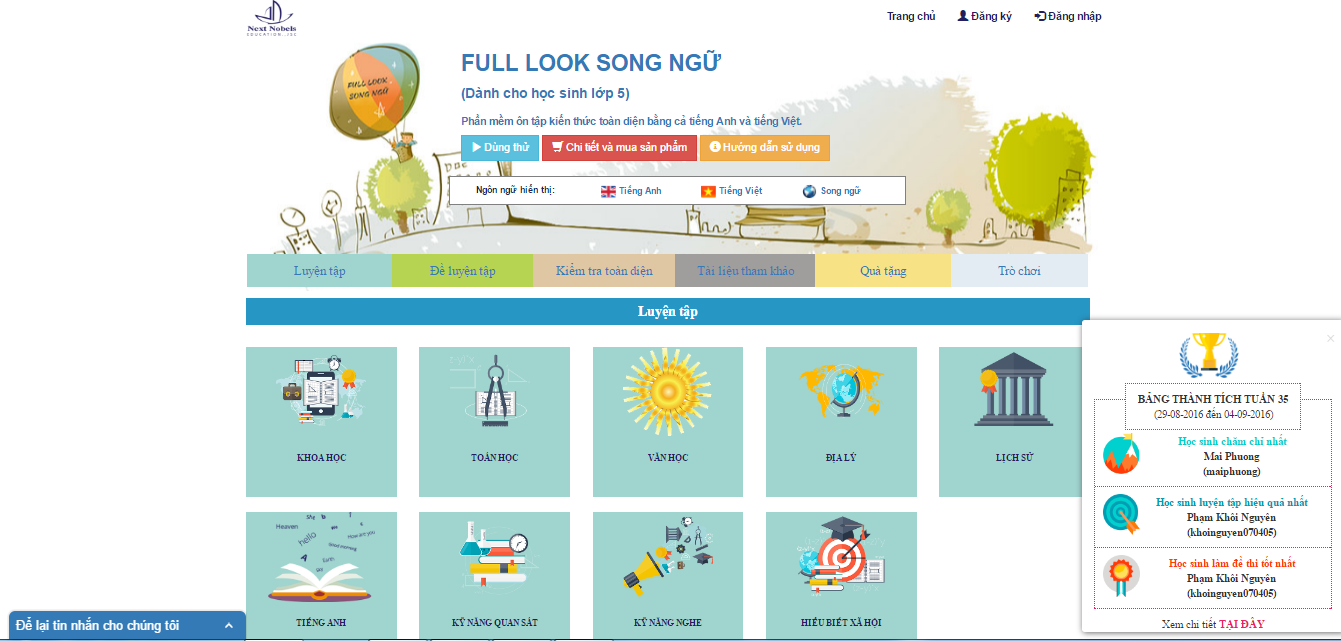 Next Nobels
EDUCATION.,JSC
Trang chủ
Đăng ký
Đăng nhập
FULL LOOK
SONG NGỮ
FULL LOOK SONG NGỮ
(Dành cho học sinh lớp 5)
Phần mềm ôn tập kiến thức toàn diện bằng cả tiếng Anh và tiếng Việt.
Dùng thử
Chi tiết và mua sản phẩm
Hướng dẫn sử dụng
Ngôn ngữ hiển thị:
Tiếng Anh
Tiếng Việt
Song ngữ
Luyện tập
Đề luyện tập
Kiểm tra toàn diện
Tài liệu tham khảo
Quà tặng
Trò chơi
Luyện tập
KHOA HỌC
TOÁN HỌC
VĂN HỌC
ĐỊA LÝ
LỊCH SỬ
Heaven
hello
How are you
Good morning
Earth
TIẾNG ANH
KỸ NĂNG QUAN SÁT
KỸ NĂNG NGHE
HIỂU BIẾT XÃ HỘI
×
BẢNG THÀNH TÍCH TUẦN 35
(29-08-2016 đến 04-09-2016)
Học sinh chăm chỉ nhất
Mai Phuong
(maiphuong)
Học sinh luyện tập hiệu quả nhất
Phạm Khôi Nguyên
(khoinguyen070405)
Học sinh làm đề thi tốt nhất
Phạm Khôi Nguyên
(khoinguyen070405)
Xem chi tiết TẠI ĐÂY
Để lại tin nhắn cho chúng tôi